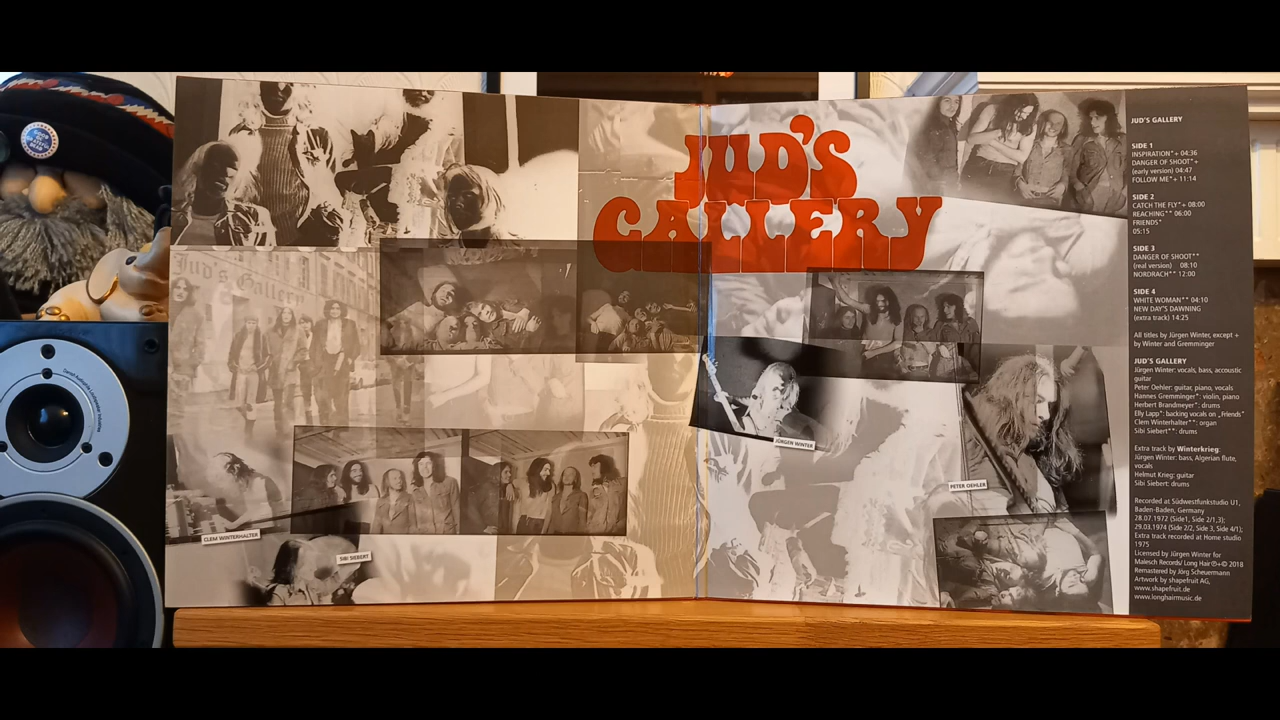 JUD'S
GALLERY
Jud's Gallery
CLEM WINTERHALTER
SIBI SIEBERT
JÜRGEN WINTER
PETER OEHLER
JUD'S GALLERY
SIDE 1
INSPIRATION*+ 04:36
DANGER OF SHOOT*+
(early version) 04:47
FOLLOW ME*+ 11:14
SIDE 2
CATCH THE FLY*+ 08:00
REACHING** 06:00
FRIENDS*
05:15
SIDE 3
DANGER OF SHOOT**
(real version) 08:10
NORDRACH** 12:00
SIDE 4
WHITE WOMAN** 04:10
NEW DAY'S DAWNING
(extra track) 14:25
All titles by Jürgen Winter, except +
by Winter and Gremminger
JUD'S GALLERY
Jürgen Winter: vocals, bass, accoustic
guitar
Peter Oehler: guitar, piano, vocals
Hannes Gremminger*: violin, piano
Herbert Brandmeyer*: drums
Elly Lapp*: backing vocals on „Friends"
Clem Winterhalter**: organ
Sibi Siebert**: drums
Extra track by Winterkrieg:
Jürgen Winter: bass, Algerian flute,
vocals
Helmut Krieg: guitar
Sibi Siebert: drums
Recorded at Südwestfunkstudio U1,
Baden-Baden, Germany
28.07.1972 (Side1, Side 2/1,3);
29.03.1974 (Side 2/2, Side 3, Side 4/1);
Extra track recorded at Home studio
1975
Licensed by Jürgen Winter for
Malesch Records/ Long Hair ℗+© 2018
Remastered by Jörg Scheuermann
Artwork by shapefruit AG,
www.shapefruit.de
www.longhairmusic.de